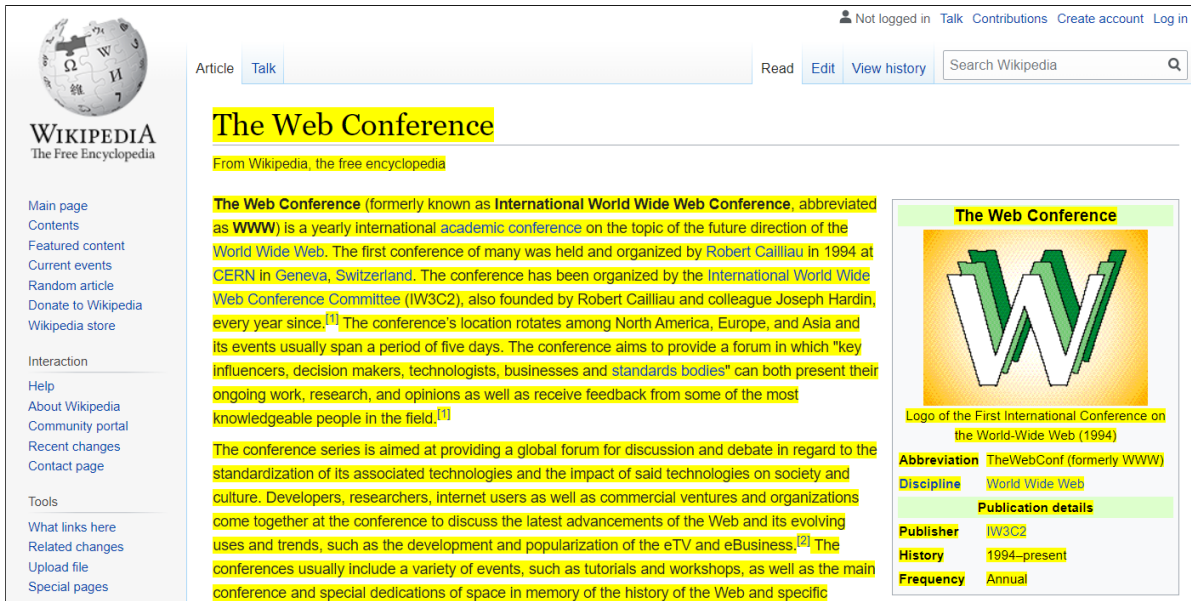 Not logged in Talk Contributions Create account Log in
Article Talk Read Edit View history Search Wikipedia
Ω W И 維 7
WIKIPEDIA
The Free Encyclopedia
Main page
Contents
Featured content
Current events
Random article
Donate to Wikipedia
Wikipedia store
Interaction
Help
About Wikipedia
Community portal
Recent changes
Contact page
Tools
What links here
Related changes
Upload file
Special pages
The Web Conference
From Wikipedia, the free encyclopedia
The Web Conference (formerly known as International World Wide Web Conference, abbreviated
as WWW) is a yearly international academic conference on the topic of the future direction of the
World Wide Web. The first conference of many was held and organized by Robert Cailliau in 1994 at
CERN in Geneva, Switzerland. The conference has been organized by the International World Wide
Web Conference Committee (IW3C2), also founded by Robert Cailliau and colleague Joseph Hardin,
every year since.[1] The conference's location rotates among North America, Europe, and Asia and
its events usually span a period of five days. The conference aims to provide a forum in which "key
influencers, decision makers, technologists, businesses and standards bodies" can both present their
ongoing work, research, and opinions as well as receive feedback from some of the most
knowledgeable people in the field.[1]
The conference series is aimed at providing a global forum for discussion and debate in regard to the
standardization of its associated technologies and the impact of said technologies on society and
culture. Developers, researchers, internet users as well as commercial ventures and organizations
come together at the conference to discuss the latest advancements of the Web and its evolving
uses and trends, such as the development and popularization of the eTV and eBusiness.[2] The
conferences usually include a variety of events, such as tutorials and workshops, as well as the main
conference and special dedications of space in memory of the history of the Web and specific
The Web Conference
WWW
Logo of the First International Conference on
the World-Wide Web (1994)
Abbreviation TheWebConf (formerly WWW)
Discipline World Wide Web
Publication details
Publisher IW3C2
History 1994–present
Frequency Annual